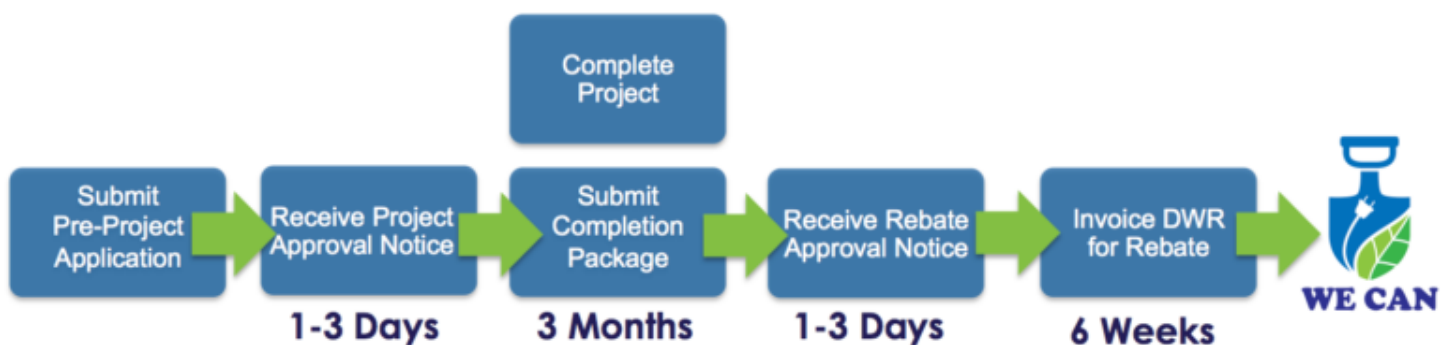 Complete
Project
Submit
Pre-Project
Application
Receive Project
Approval Notice
Submit
Completion
Package
Receive Rebate
Approval Notice
Invoice DWR
for Rebate
WE CAN
1-3 Days
3 Months
1-3 Days
6 Weeks